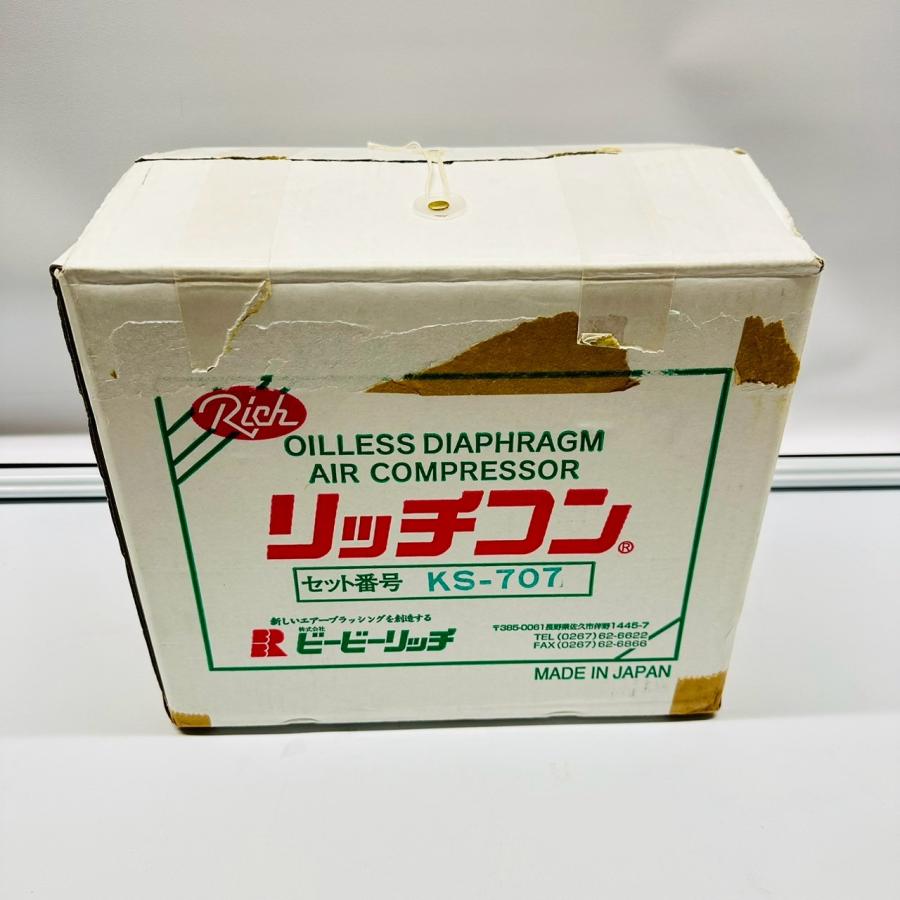 Rich
OILLESS DIAPHRAGM
AIR COMPRESSOR
リッチコン®
セット番号 KS-707
新しいエアーブラッシングを創造する
株式会社
ビービーリッチ
〒385-0061長野県佐久市伴野1445-7
TEL (0267) 62-6622
FAX (0267) 62-6866
MADE IN JAPAN